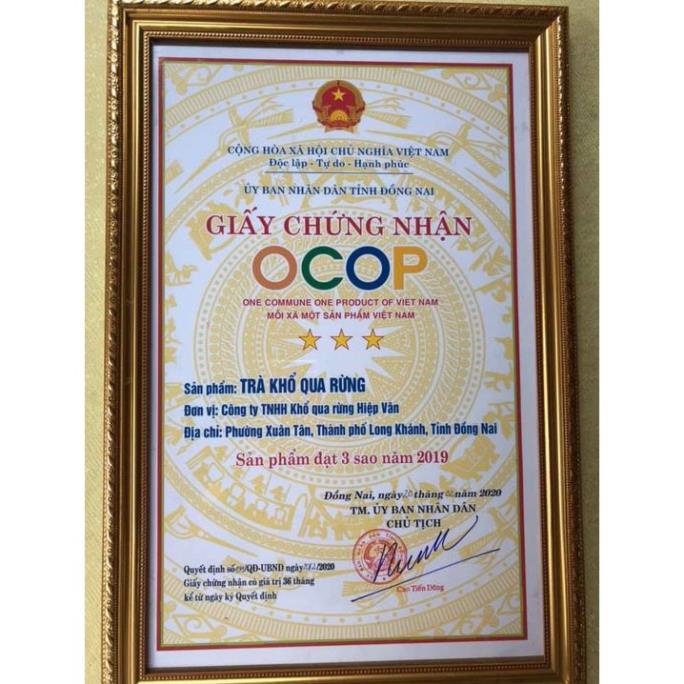 CỘNG HÒA XÃ HỘI CHỦ NGHĨA VIỆT NAM
Độc lập - Tự do - Hạnh phúc
ỦY BAN NHÂN DÂN TỈNH ĐỒNG NAI
GIẤY CHỨNG NHẬN
OCOP
ONE COMMUNE ONE PRODUCT OF VIET NAM
MỖI XÃ MỘT SẢN PHẨM VIỆT NAM
Sản phẩm: TRÀ KHỔ QUA RỪNG
Đơn vị: Công ty TNHH Khổ qua rừng Hiệp Vân
Địa chỉ: Phường Xuân Tân, Thành phố Long Khánh, Tỉnh Đồng Nai
Sản phẩm đạt 3 sao năm 2019
Đồng Nai, ngày 20 tháng năm 2020
TM. ỦY BAN NHÂN DÂN
CHỦ TỊCH
Quyết định số /QĐ-UBND ngày /2020
Giấy chứng nhận có giá trị 36 tháng
kể từ ngày ký Quyết định
Cao Tiến Dũng